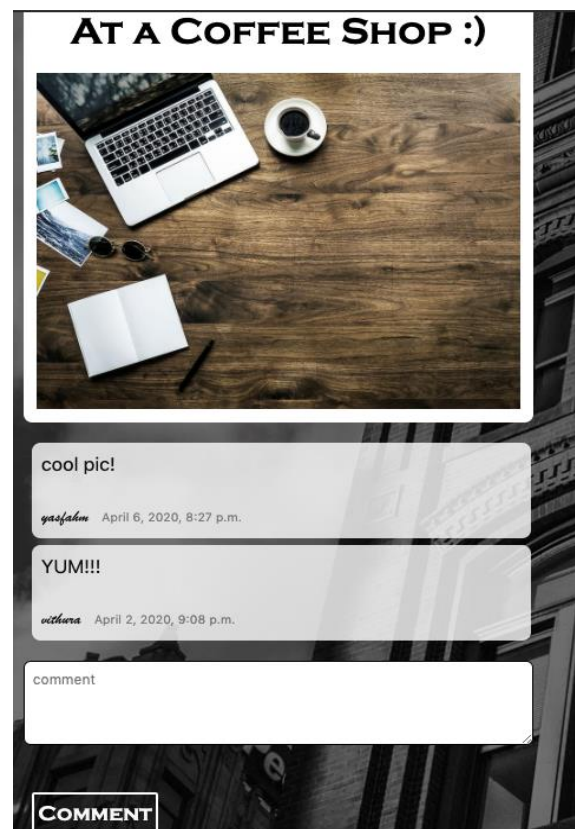 At a Coffee Shop :)
cool pic!
yasfahm April 6, 2020, 8:27 p.m.
YUM!!!
vithura April 2, 2020, 9:08 p.m.
comment
Comment